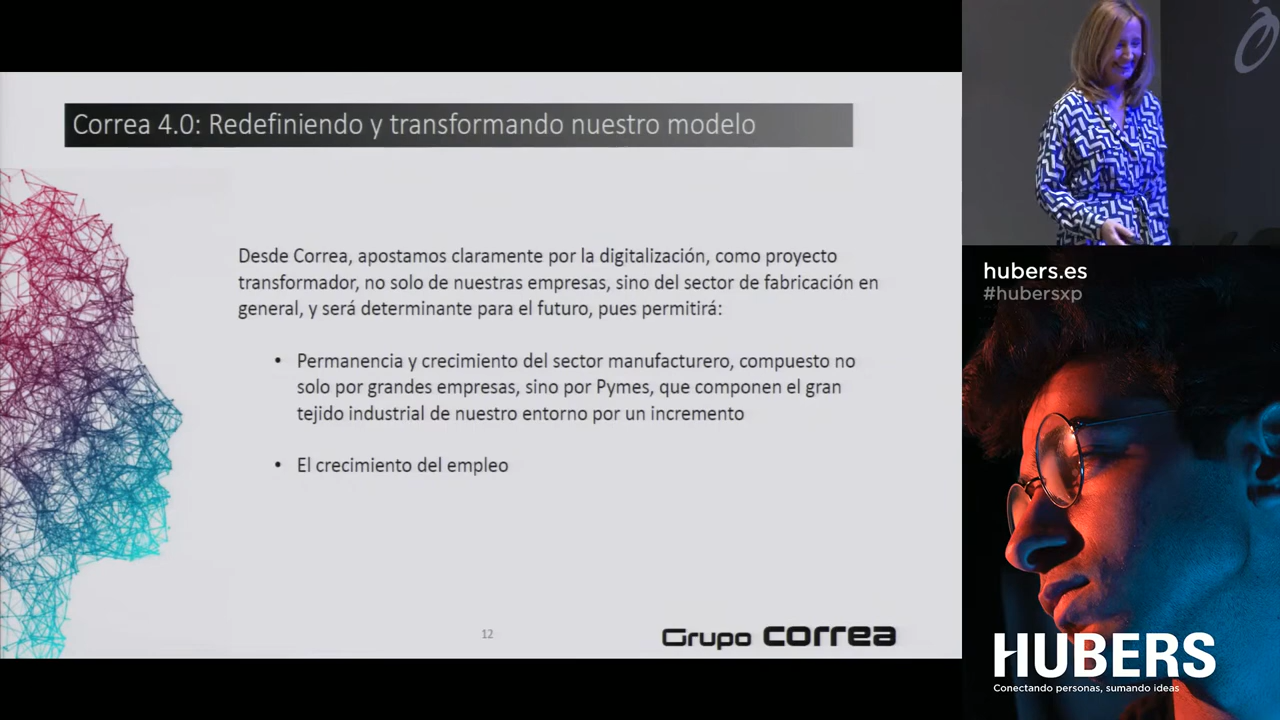 Correa 4.0: Redefiniendo y transformando nuestro modelo
Desde Correa, apostamos claramente por la digitalización, como proyecto
transformador, no solo de nuestras empresas, sino del sector de fabricación en
general, y será determinante para el futuro, pues permitirá:
• Permanencia y crecimiento del sector manufacturero, compuesto no
solo por grandes empresas, sino por Pymes, que componen el gran
tejido industrial de nuestro entorno por un incremento
• El crecimiento del empleo
12
Grupo correa
hubers.es
#hubersxp
HUBERS
Conectando personas, sumando ideas